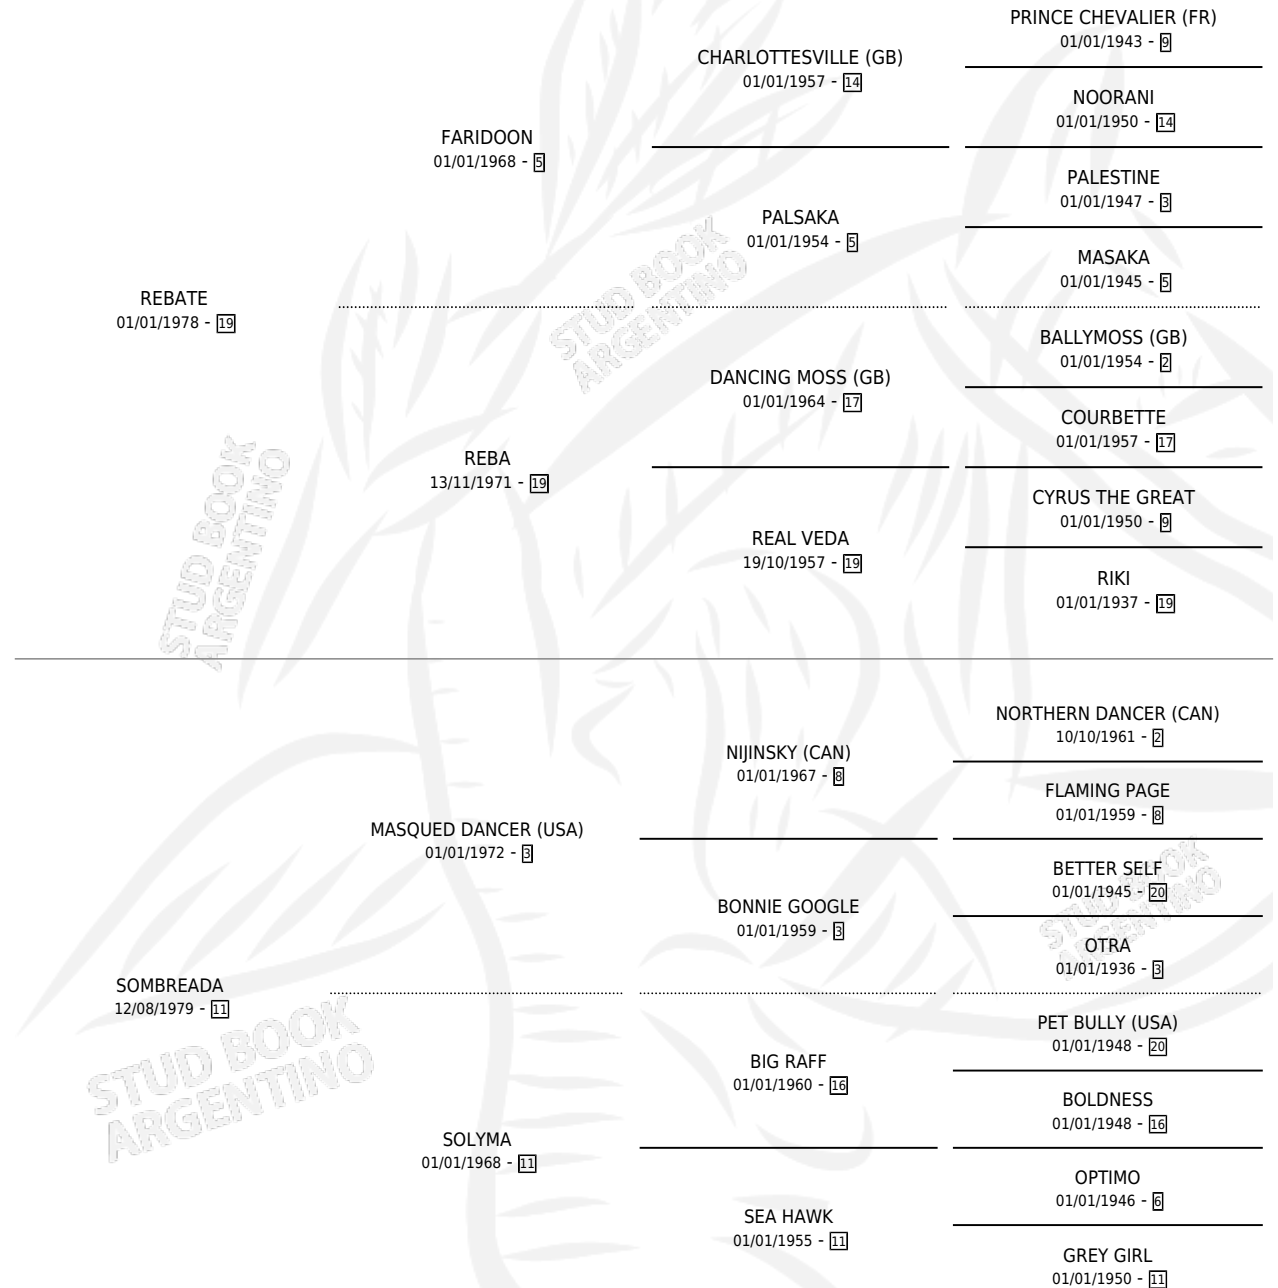 PRINCE CHEVALIER (FR)
01/01/1943 - 9
CHARLOTTESVILLE (GB)
01/01/1957 - 14
NOORANI
01/01/1950 - 14
FARIDOON
01/01/1968 - 5
PALESTINE
01/01/1947 - 3
PALSAKA
01/01/1954 - 5
MASAKA
01/01/1945 - 5
REBATE
01/01/1978 - 19
BALLYMOSS (GB)
01/01/1954 - 2
DANCING MOSS (GB)
01/01/1964 - 17
COURBETTE
01/01/1957 - 17
REBA
13/11/1971 - 19
CYRUS THE GREAT
01/01/1950 - 9
REAL VEDA
19/10/1957 - 19
RIKI
01/01/1937 - 19
STUD BOOK
ARGENTINO
STUD BOOK
ARGENTINO
NORTHERN DANCER (CAN)
10/10/1961 - 2
NIJINSKY (CAN)
01/01/1967 - 8
FLAMING PAGE
01/01/1959 - 8
MASQUED DANCER (USA)
01/01/1972 - 3
BETTER SELF
01/01/1945 - 20
BONNIE GOOGLE
01/01/1959 - 3
OTRA
01/01/1936 - 3
SOMBREADA
12/08/1979 - 11
PET BULLY (USA)
01/01/1948 - 20
BIG RAFF
01/01/1960 - 16
BOLDNESS
01/01/1948 - 16
SOLYMA
01/01/1968 - 11
OPTIMO
01/01/1946 - 6
SEA HAWK
01/01/1955 - 11
GREY GIRL
01/01/1950 - 11
STUD BOOK
ARGENTINO
STUD BOOK
ARGENTINO